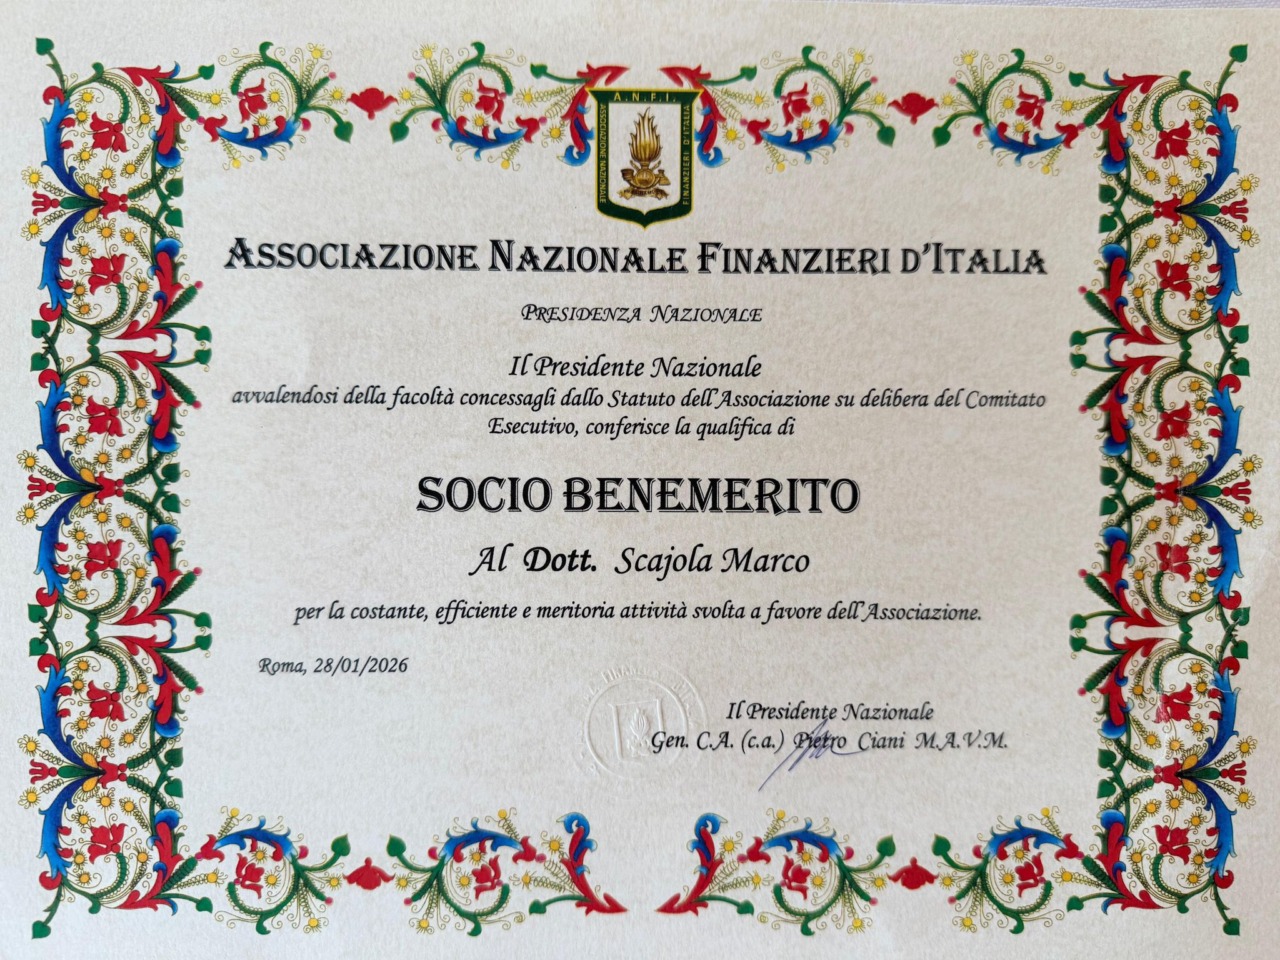 A.N.F.I.
ASSOCIAZIONE NAZIONALE
FINANZIERI D'ITALIA
ASSOCIAZIONE NAZIONALE FINANZIERI D'ITALIA
PRESIDENZA NAZIONALE
Il Presidente Nazionale
avvalendosi della facoltà concessagli dallo Statuto dell'Associazione su delibera del Comitato
Esecutivo, conferisce la qualifica di
SOCIO BENEMERITO
Al Dott. Scajola Marco
per la costante, efficiente e meritoria attività svolta a favore dell'Associazione.
Roma, 28/01/2026
Il Presidente Nazionale
Gen. C.A. (c.a.) Pietro Ciani M.A.V.M.